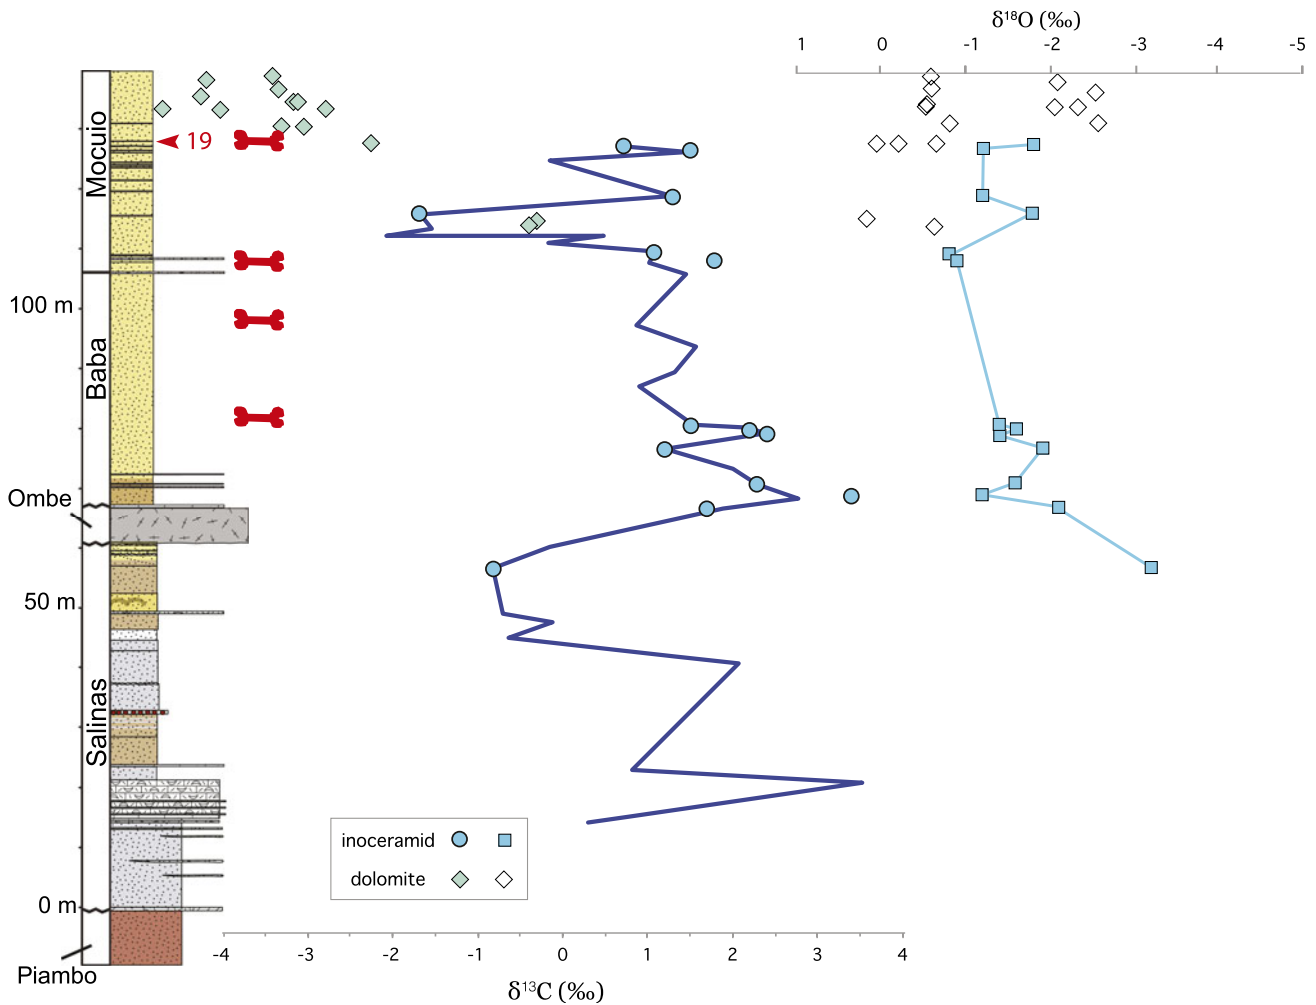 δ¹⁸O (‰)
1 0 -1 -2 -3 -4 -5
Mocuio
19
100 m
Baba
Ombe
50 m
Salinas
inoceramid
dolomite
0 m
Piambo
-4 -3 -2 -1 0 1 2 3 4
δ¹³C (‰)